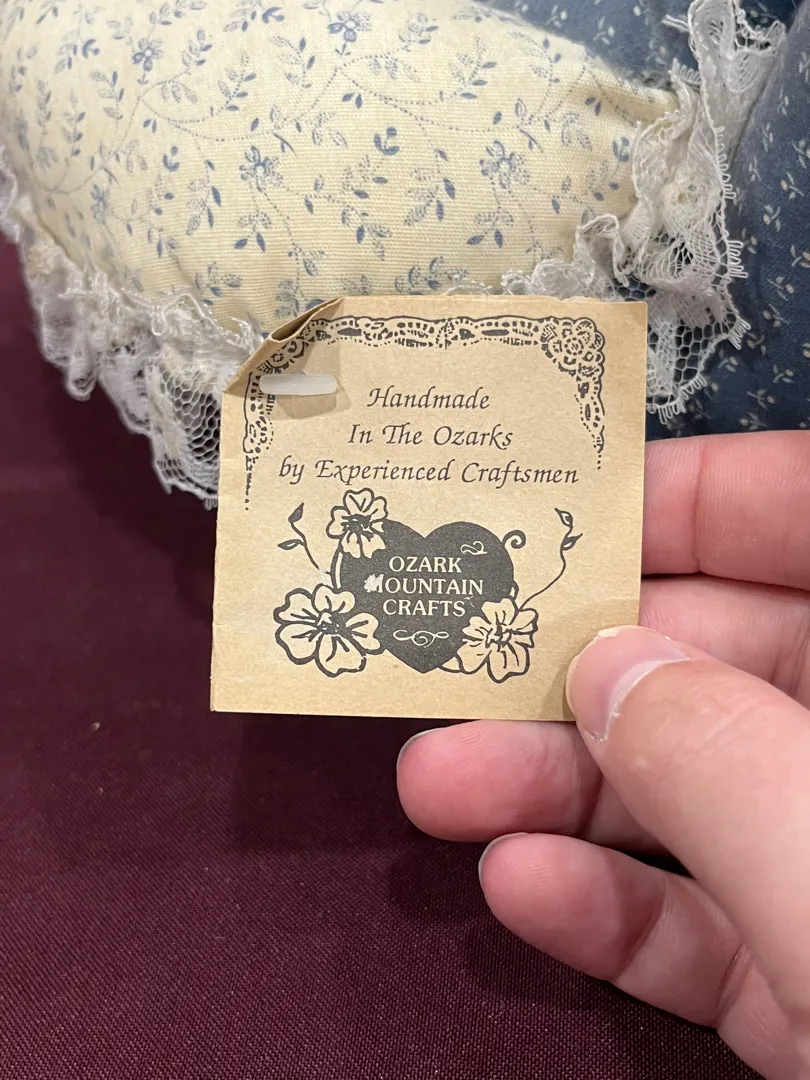 Handmade
In The Ozarks
by Experienced Craftsmen
OZARK
MOUNTAIN
CRAFTS